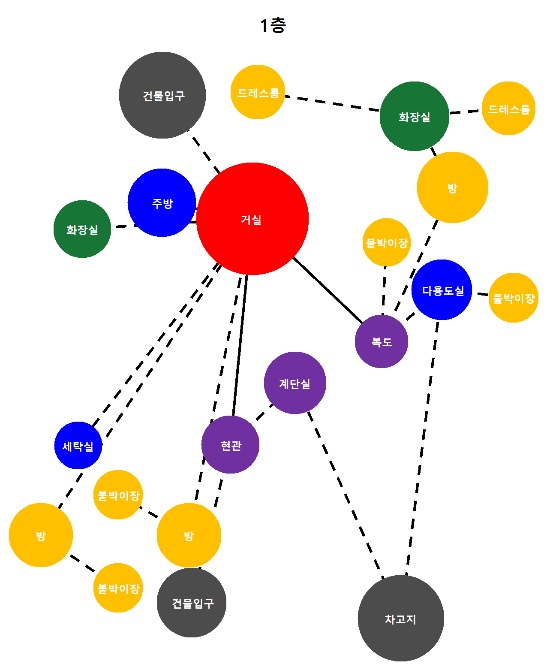 1층
건물입구
드레스룸
드레스룸
화장실
방
주방
화장실
거실
붙박이장
다용도실
붙박이장
복도
계단실
세탁실
현관
붙박이장
방
방
붙박이장
건물입구
차고지